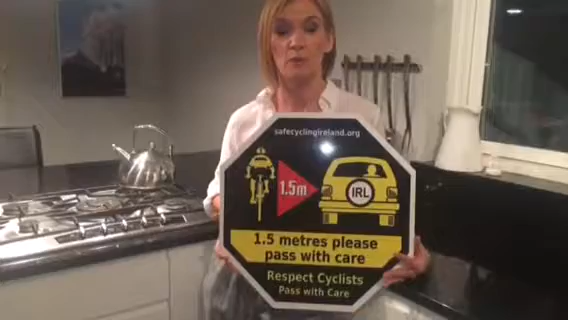 safecyclingireland.org
1.5m
IRL
1.5 metres please
pass with care
Respect Cyclists
Pass with Care